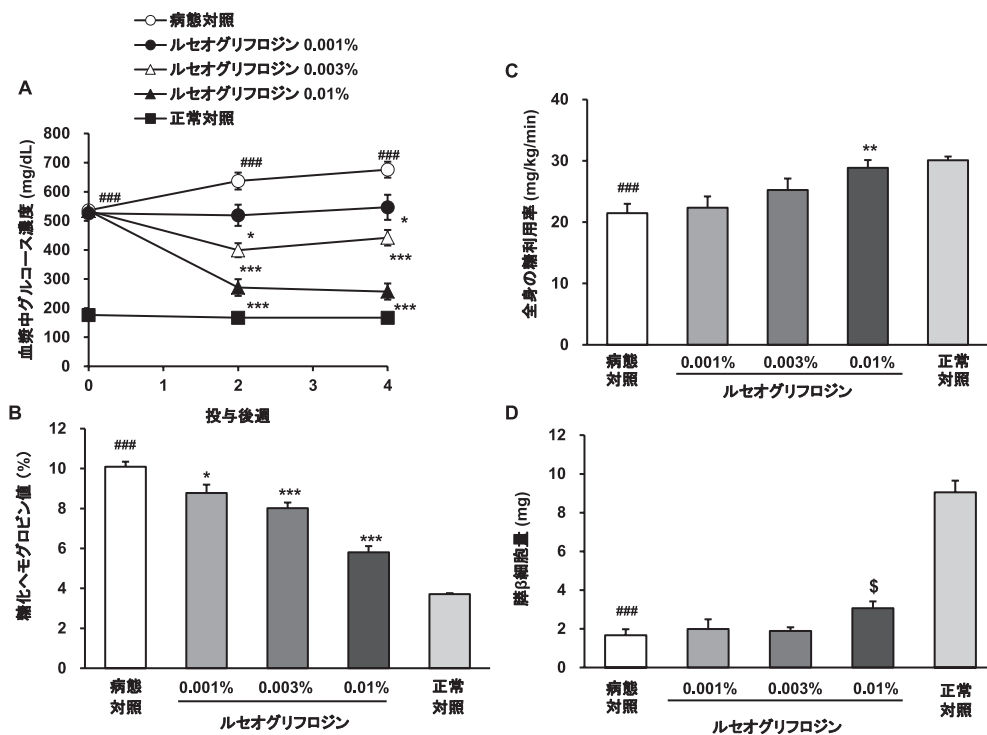 病態対照
ルセオグリフロジン 0.001%
ルセオグリフロジン 0.003%
ルセオグリフロジン 0.01%
正常対照
A
血漿中グルコース濃度 (mg/dL)
800
700
600
500
400
300
200
100
0
###
###
###
*
*
***
***
***
***
0
1
2
3
4
投与後週
B
糖化ヘモグロビン値 (%)
12
10
8
6
4
2
0
###
*
***
***
病態
対照
0.001%
0.003%
0.01%
正常
対照
ルセオグリフロジン
C
全身の糖利用率 (mg/kg/min)
40
30
20
10
0
###
**
病態
対照
0.001%
0.003%
0.01%
正常
対照
ルセオグリフロジン
D
膵β細胞量 (mg)
12
10
8
6
4
2
0
###
$
病態
対照
0.001%
0.003%
0.01%
正常
対照
ルセオグリフロジン